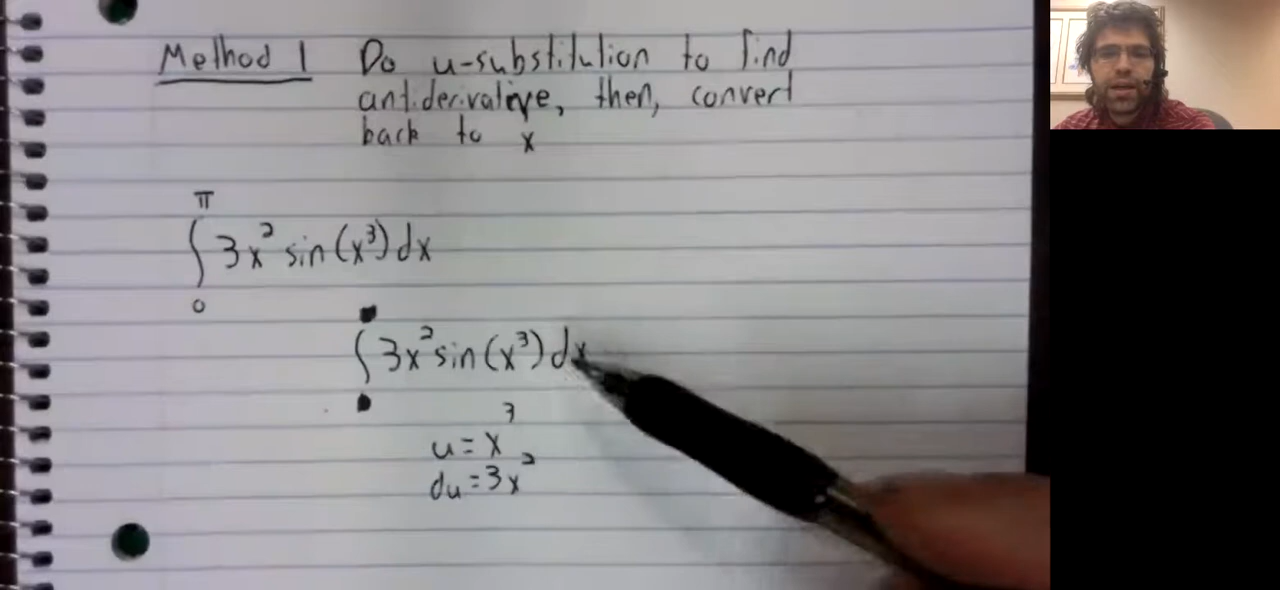 Method 1 Do u-substitution to find
antiderivative, then, convert
back to x
π
∫ 3x² sin(x³) dx
0
∫ 3x² sin(x³) dx
u = x³
du = 3x²